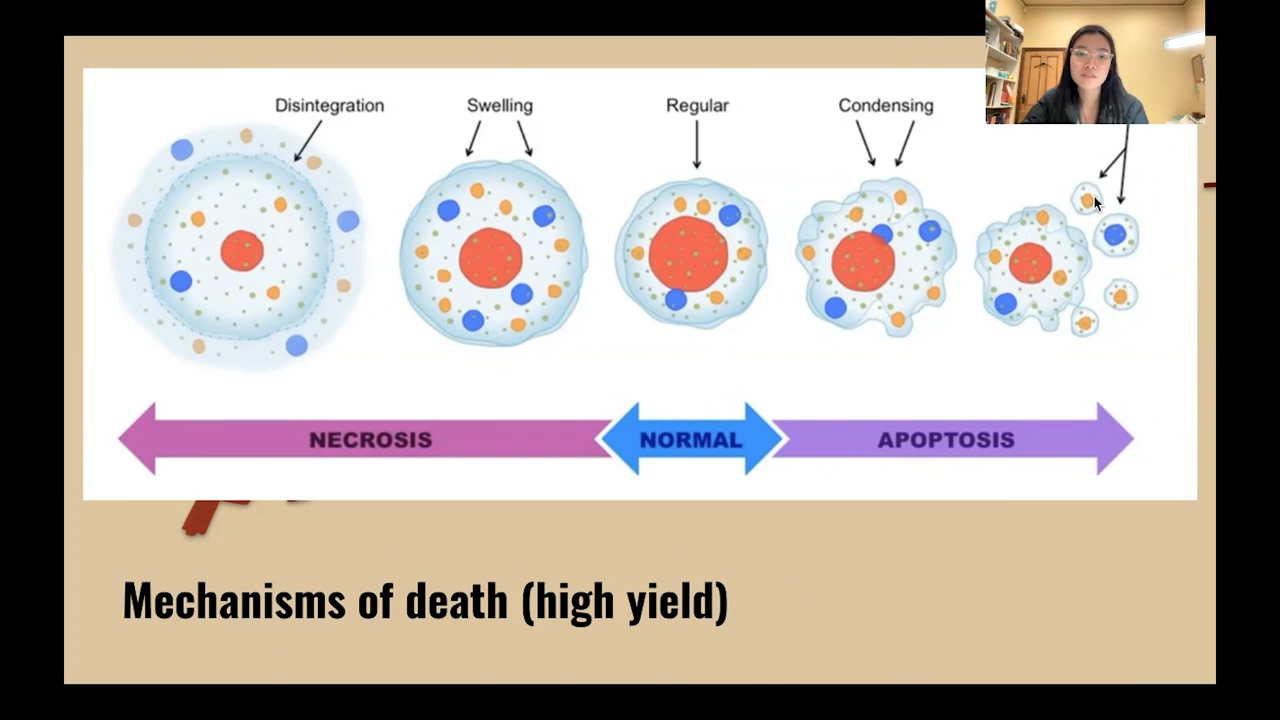 Disintegration
Swelling
Regular
Condensing
NECROSIS
NORMAL
APOPTOSIS
Mechanisms of death (high yield)